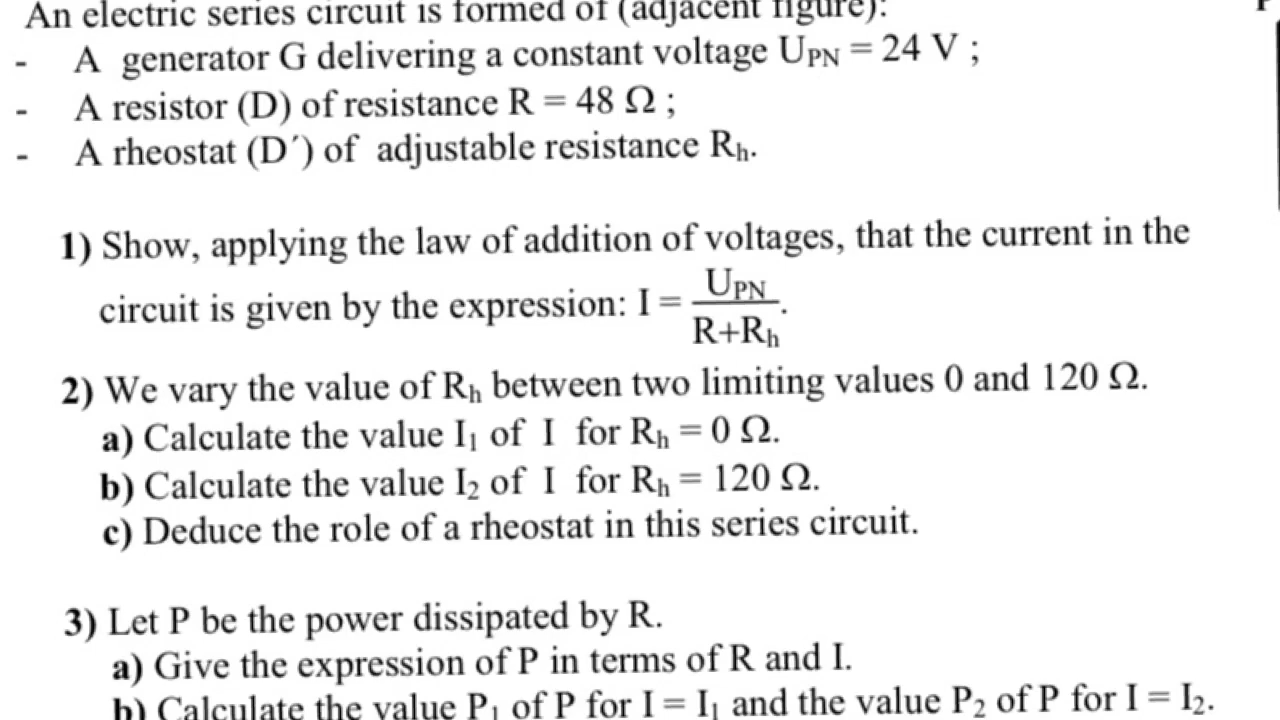 An electric series circuit is formed of (adjacent figure):
- A generator G delivering a constant voltage UPN = 24 V ;
- A resistor (D) of resistance R = 48 Ω ;
- A rheostat (D´) of adjustable resistance Rh.
1) Show, applying the law of addition of voltages, that the current in the
circuit is given by the expression: I = UPN / R+Rh.
2) We vary the value of Rh between two limiting values 0 and 120 Ω.
a) Calculate the value I1 of I for Rh = 0 Ω.
b) Calculate the value I2 of I for Rh = 120 Ω.
c) Deduce the role of a rheostat in this series circuit.
3) Let P be the power dissipated by R.
a) Give the expression of P in terms of R and I.
b) Calculate the value P1 of P for I = I1 and the value P2 of P for I = I2.